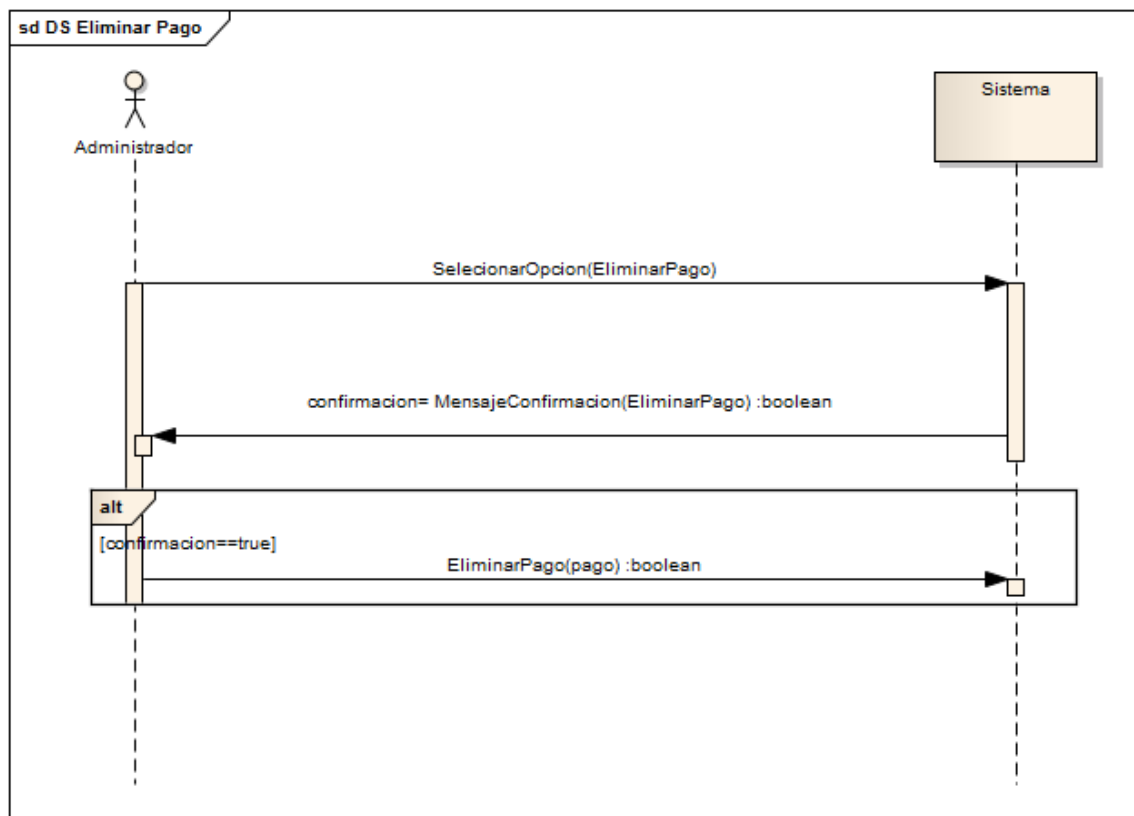 sd DS Eliminar Pago
Administrador
Sistema
SelecionarOpcion(EliminarPago)
confirmacion= MensajeConfirmacion(EliminarPago) :boolean
alt
[confirmacion==true]
EliminarPago(pago) :boolean